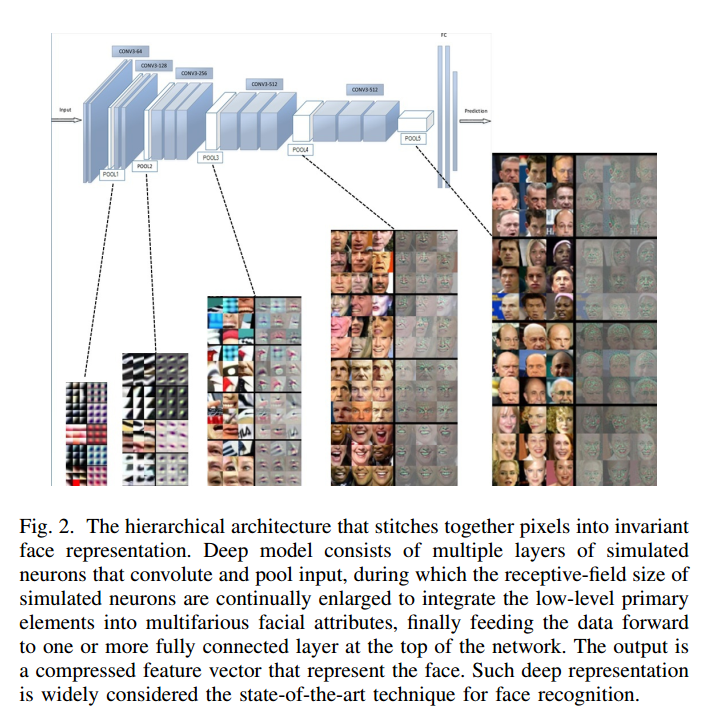 FC
CONV3-64
CONV3-128
CONV3-256
CONV3-512
CONV3-512
Input
Prediction
POOL1
POOL2
POOL3
POOL4
POOL5
Fig. 2. The hierarchical architecture that stitches together pixels into invariant
face representation. Deep model consists of multiple layers of simulated
neurons that convolute and pool input, during which the receptive-field size of
simulated neurons are continually enlarged to integrate the low-level primary
elements into multifarious facial attributes, finally feeding the data forward
to one or more fully connected layer at the top of the network. The output is
a compressed feature vector that represent the face. Such deep representation
is widely considered the state-of-the-art technique for face recognition.